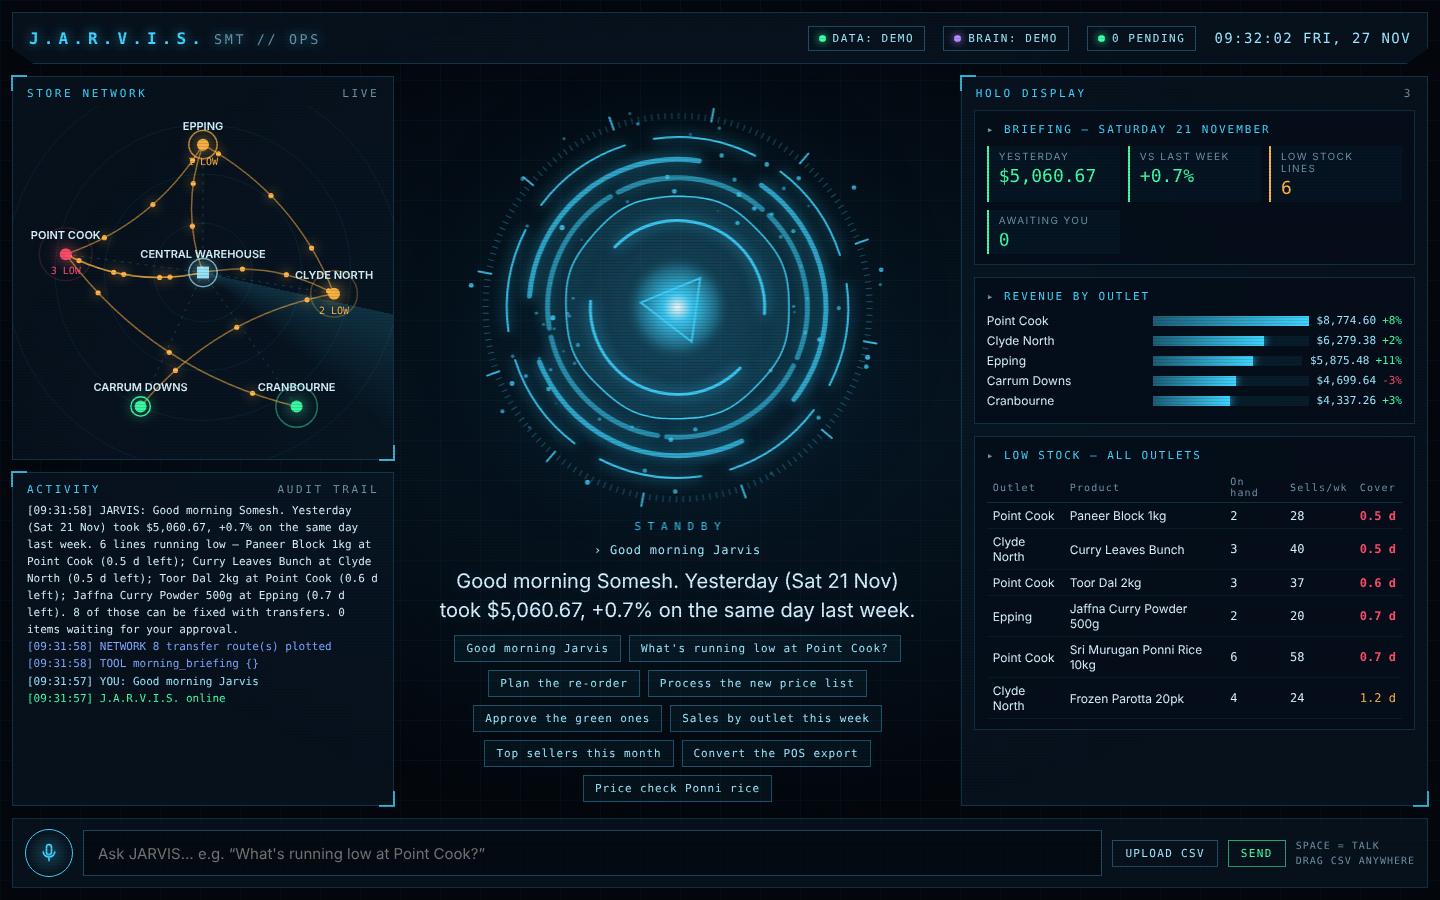 J.A.R.V.I.S. SMT // OPS
DATA: DEMO
BRAIN: DEMO
0 PENDING
09:32:02 FRI, 27 NOV
STORE NETWORK
LIVE
EPPING
LOW
POINT COOK
3 LOW
CENTRAL WAREHOUSE
CLYDE NORTH
2 LOW
CARRUM DOWNS
CRANBOURNE
ACTIVITY
AUDIT TRAIL
[09:31:58] JARVIS: Good morning Somesh. Yesterday
(Sat 21 Nov) took $5,060.67, +0.7% on the same day
last week. 6 lines running low — Paneer Block 1kg at
Point Cook (0.5 d left); Curry Leaves Bunch at Clyde
North (0.5 d left); Toor Dal 2kg at Point Cook (0.6 d
left); Jaffna Curry Powder 500g at Epping (0.7 d
left). 8 of those can be fixed with transfers. 0
items waiting for your approval.
[09:31:58] NETWORK 8 transfer route(s) plotted
[09:31:58] TOOL morning_briefing {}
[09:31:57] YOU: Good morning Jarvis
[09:31:57] J.A.R.V.I.S. online
STANDBY
› Good morning Jarvis
Good morning Somesh. Yesterday (Sat 21 Nov)
took $5,060.67, +0.7% on the same day last week.
Good morning Jarvis
What's running low at Point Cook?
Plan the re-order
Process the new price list
Approve the green ones
Sales by outlet this week
Top sellers this month
Convert the POS export
Price check Ponni rice
HOLO DISPLAY
3
▸ BRIEFING — SATURDAY 21 NOVEMBER
YESTERDAY
$5,060.67
VS LAST WEEK
+0.7%
LOW STOCK
LINES
6
AWAITING YOU
0
▸ REVENUE BY OUTLET
Point Cook $8,774.60 +8%
Clyde North $6,279.38 +2%
Epping $5,875.48 +11%
Carrum Downs $4,699.64 -3%
Cranbourne $4,337.26 +3%
▸ LOW STOCK — ALL OUTLETS
Outlet Product On hand Sells/wk Cover
Point Cook Paneer Block 1kg 2 28 0.5 d
Clyde North Curry Leaves Bunch 3 40 0.5 d
Point Cook Toor Dal 2kg 3 37 0.6 d
Epping Jaffna Curry Powder 500g 2 20 0.7 d
Point Cook Sri Murugan Ponni Rice 10kg 6 58 0.7 d
Clyde North Frozen Parotta 20pk 4 24 1.2 d
Ask JARVIS... e.g. “What's running low at Point Cook?”
UPLOAD CSV
SEND
SPACE = TALK
DRAG CSV ANYWHERE